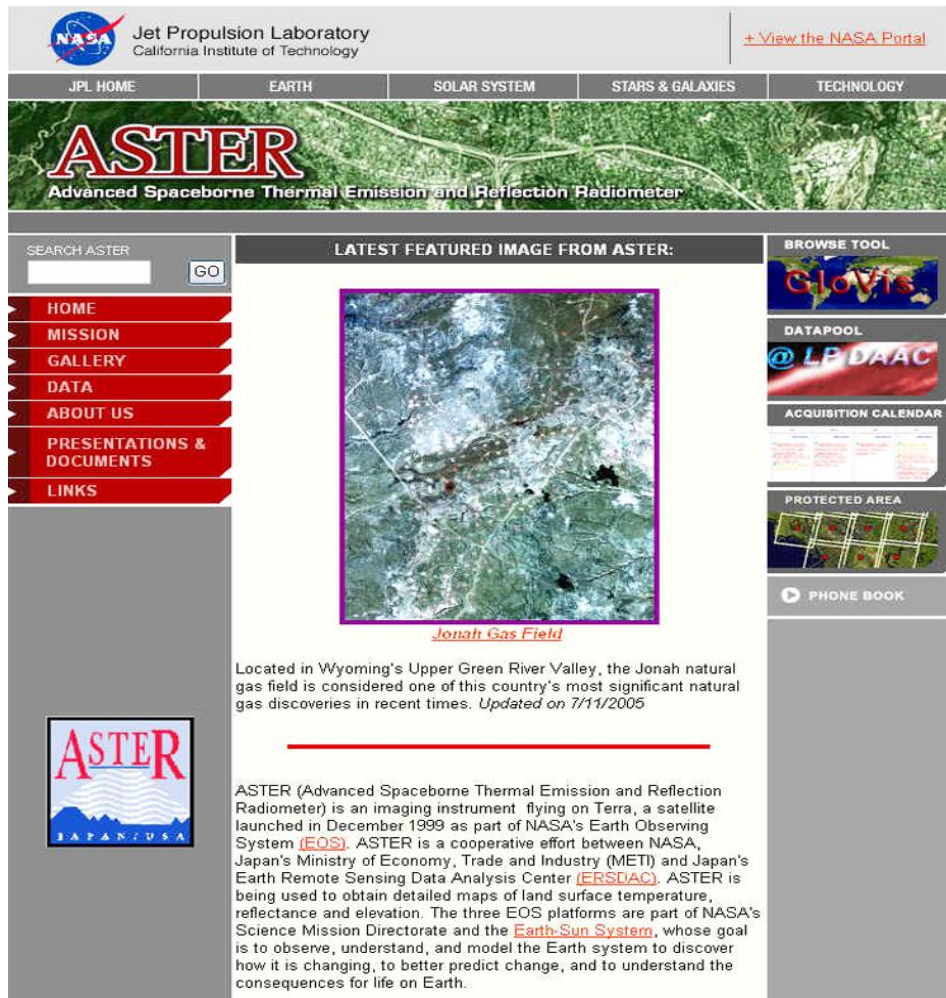 NASA
Jet Propulsion Laboratory
California Institute of Technology
+ View the NASA Portal
JPL HOME
EARTH
SOLAR SYSTEM
STARS & GALAXIES
TECHNOLOGY
ASTER
Advanced Spaceborne Thermal Emission and Reflection Radiometer
SEARCH ASTER
GO
HOME
MISSION
GALLERY
DATA
ABOUT US
PRESENTATIONS &
DOCUMENTS
LINKS
ASTER
JAPAN/USA
LATEST FEATURED IMAGE FROM ASTER:
Jonah Gas Field
Located in Wyoming's Upper Green River Valley, the Jonah natural
gas field is considered one of this country's most significant natural
gas discoveries in recent times. Updated on 7/11/2005
ASTER (Advanced Spaceborne Thermal Emission and Reflection
Radiometer) is an imaging instrument flying on Terra, a satellite
launched in December 1999 as part of NASA's Earth Observing
System (EOS). ASTER is a cooperative effort between NASA,
Japan's Ministry of Economy, Trade and Industry (METI) and Japan's
Earth Remote Sensing Data Analysis Center (ERSDAC). ASTER is
being used to obtain detailed maps of land surface temperature,
reflectance and elevation. The three EOS platforms are part of NASA's
Science Mission Directorate and the Earth-Sun System, whose goal
is to observe, understand, and model the Earth system to discover
how it is changing, to better predict change, and to understand the
consequences for life on Earth.
BROWSE TOOL
GloVis
DATAPOOL
@ LP DAAC
ACQUISITION CALENDAR
PROTECTED AREA
PHONE BOOK